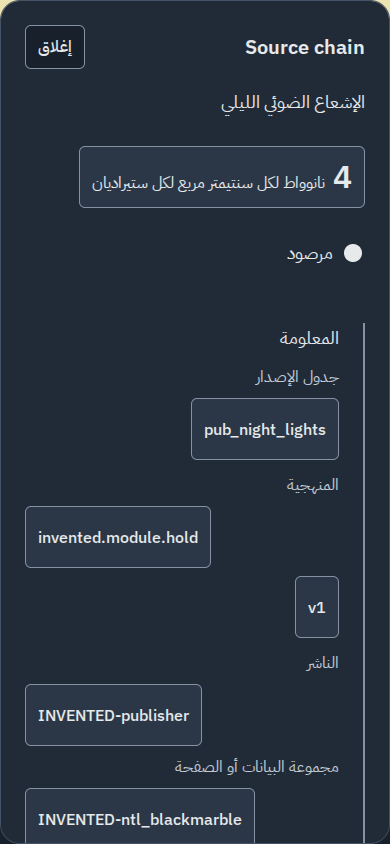 Source chain
إغلاق
الإشعاع الضوئي الليلي
4 نانوواط لكل سنتيمتر مربع لكل ستيراديان
مرصود
المعلومة
جدول الإصدار
pub_night_lights
المنهجية
invented.module.hold
v1
الناشر
INVENTED-publisher
مجموعة البيانات أو الصفحة
INVENTED-ntl_blackmarble